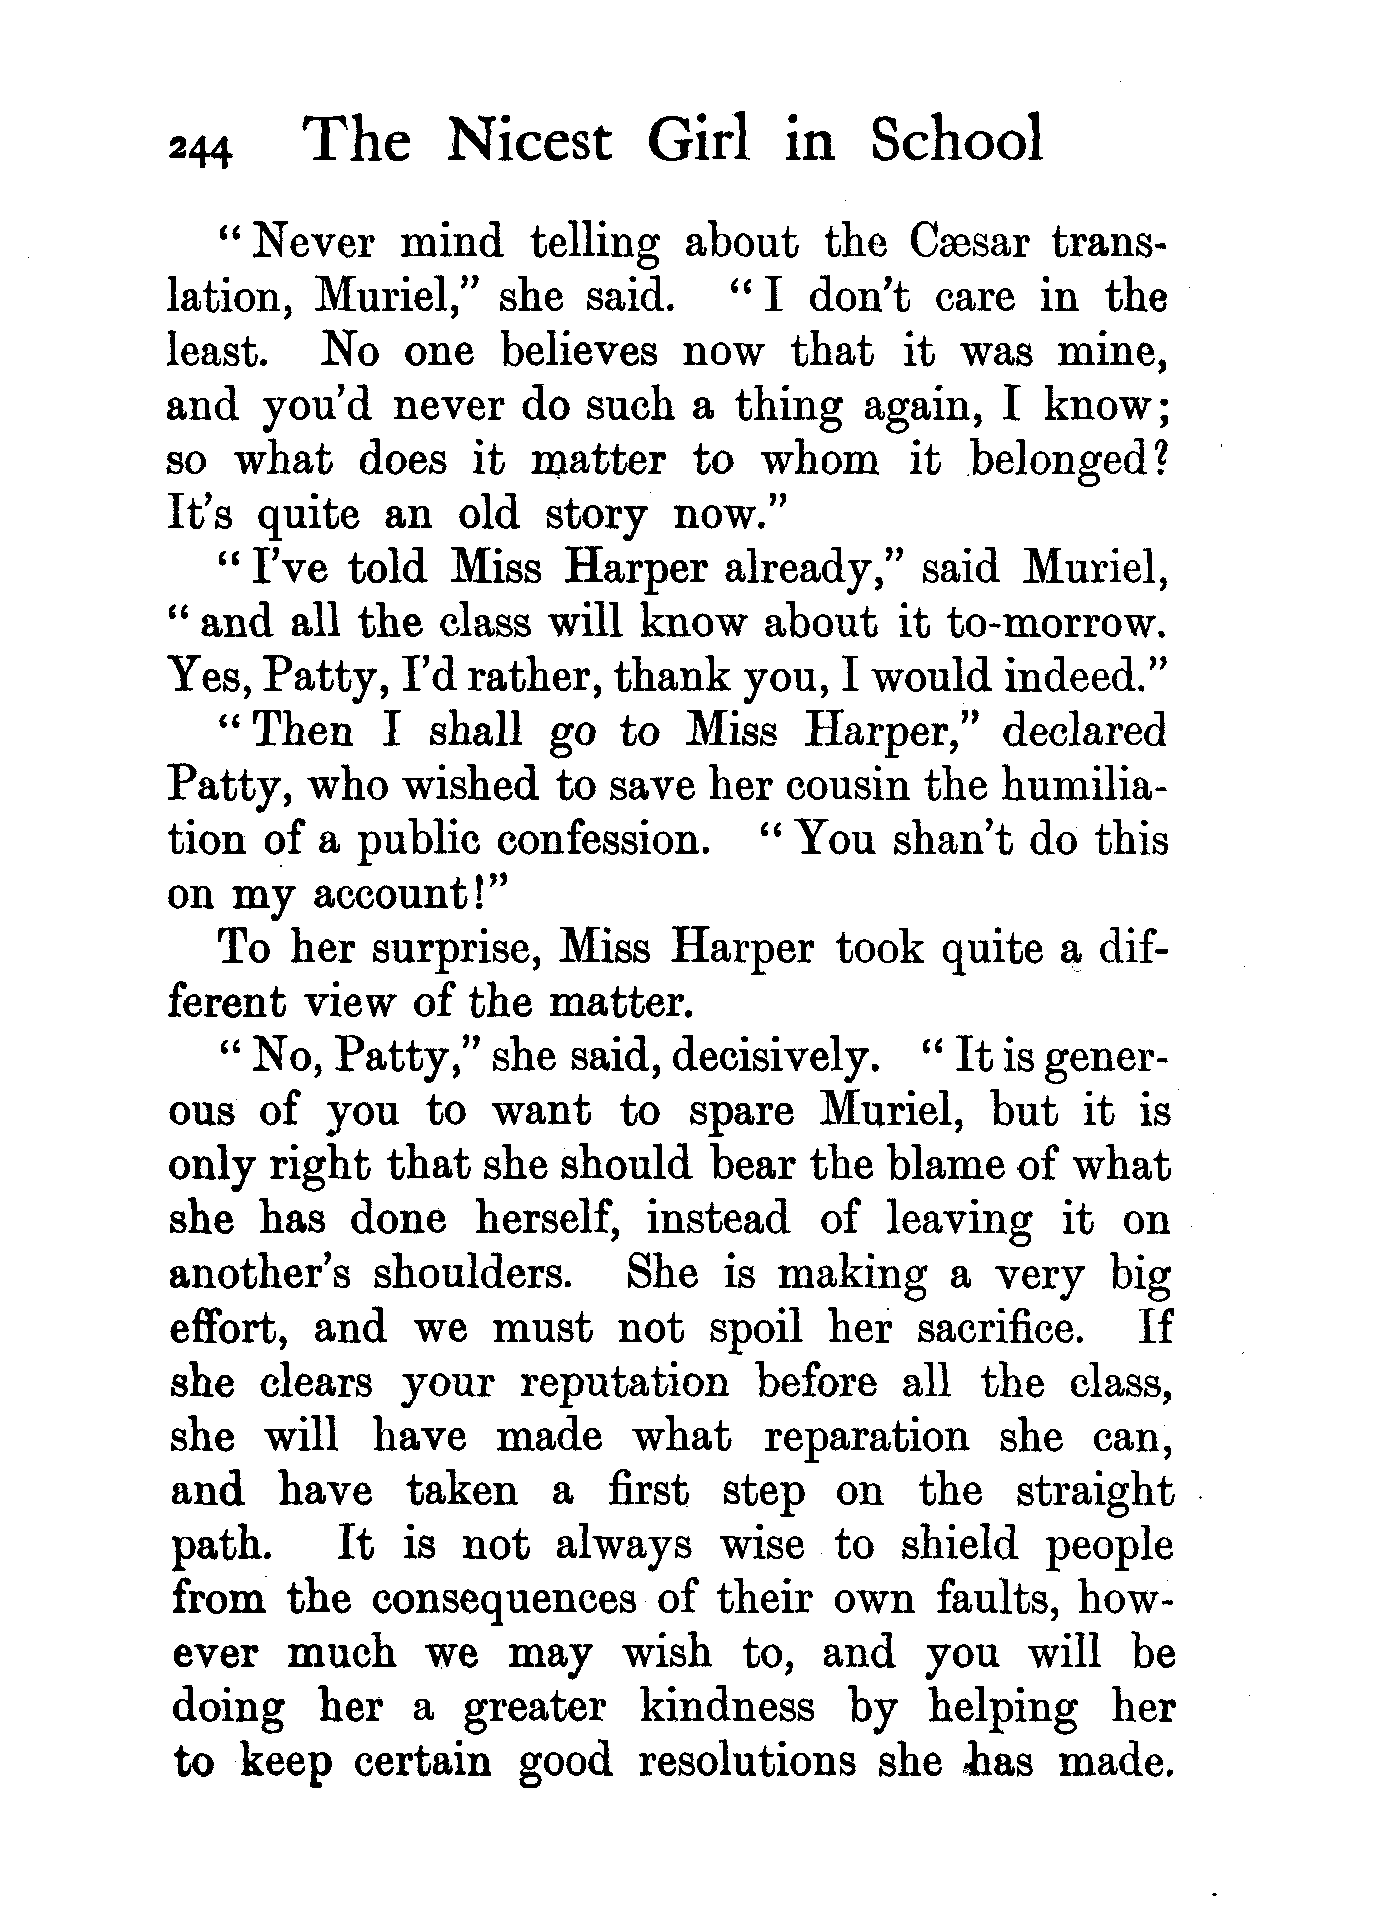 244 The Nicest Girl in School
“Never mind telling about the Cæsar trans-
lation, Muriel,” she said. “I don’t care in the
least. No one believes now that it was mine,
and you’d never do such a thing again, I know;
so what does it matter to whom it belonged?
It’s quite an old story now.”
“I’ve told Miss Harper already,” said Muriel,
“and all the class will know about it to-morrow.
Yes, Patty, I’d rather, thank you, I would indeed.”
“Then I shall go to Miss Harper,” declared
Patty, who wished to save her cousin the humilia-
tion of a public confession. “You shan’t do this
on my account!”
To her surprise, Miss Harper took quite a dif-
ferent view of the matter.
“No, Patty,” she said, decisively. “It is gener-
ous of you to want to spare Muriel, but it is
only right that she should bear the blame of what
she has done herself, instead of leaving it on
another’s shoulders. She is making a very big
effort, and we must not spoil her sacrifice. If
she clears your reputation before all the class,
she will have made what reparation she can,
and have taken a first step on the straight
path. It is not always wise to shield people
from the consequences of their own faults, how-
ever much we may wish to, and you will be
doing her a greater kindness by helping her
to keep certain good resolutions she has made.